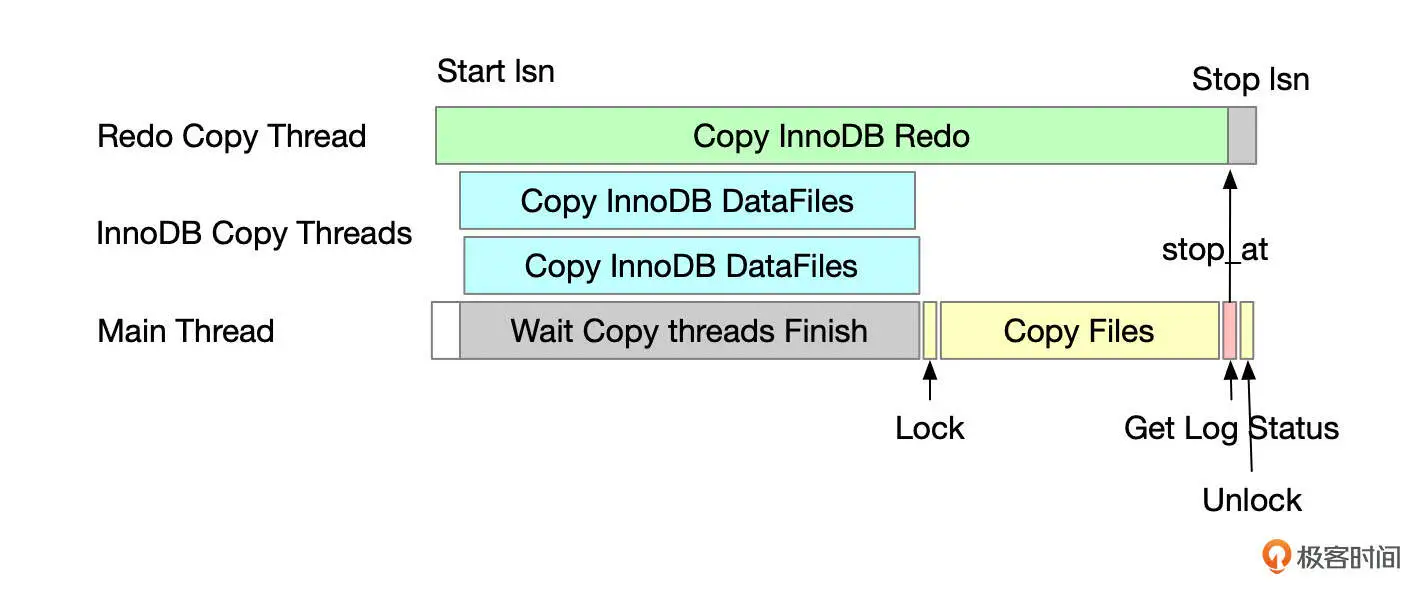 Start lsn
Stop lsn
Redo Copy Thread
Copy InnoDB Redo
Copy InnoDB DataFiles
InnoDB Copy Threads
stop_at
Copy InnoDB DataFiles
Main Thread
Wait Copy threads Finish
Copy Files
Lock
Get Log Status
Unlock
极客时间